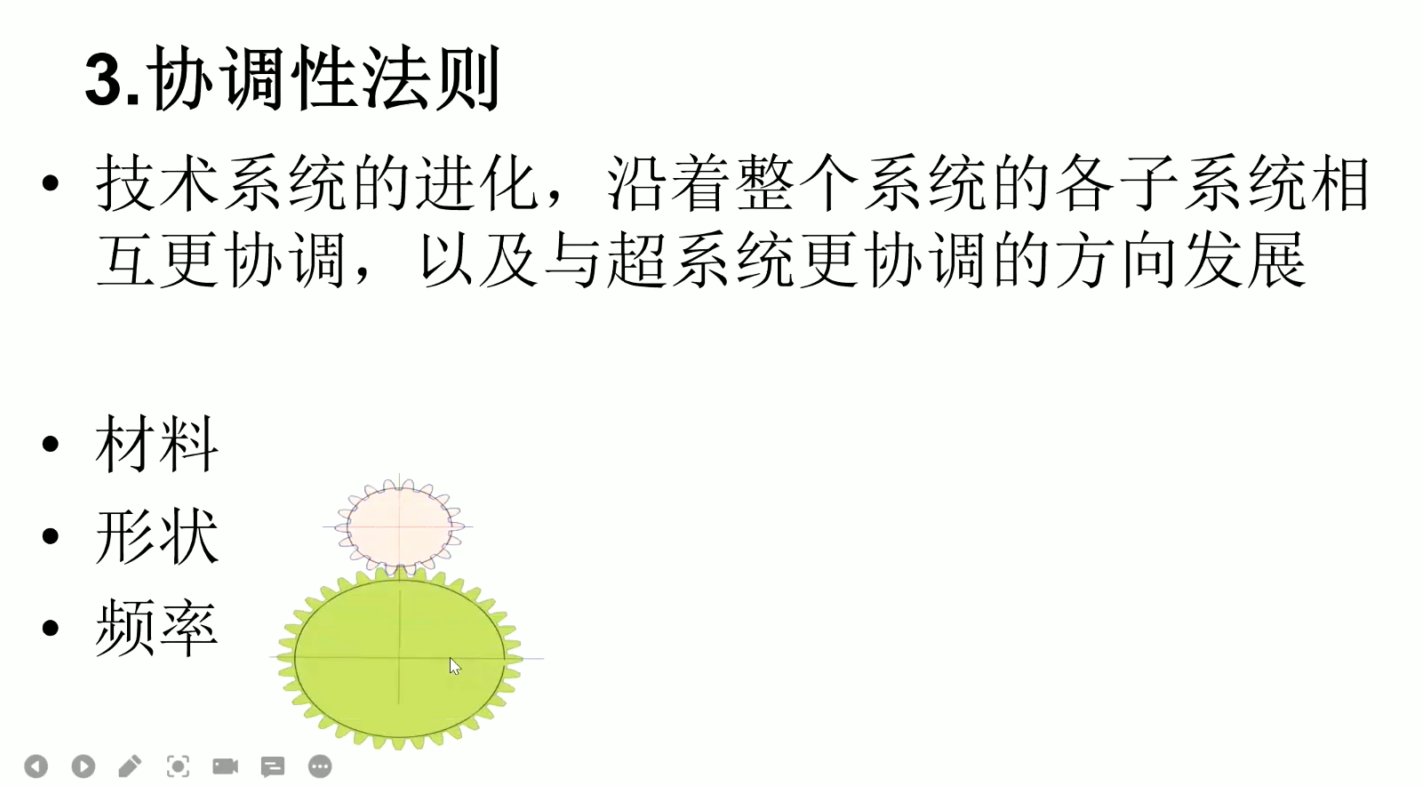 3.协调性法则
• 技术系统的进化，沿着整个系统的各子系统相
互更协调，以及与超系统更协调的方向发展
• 材料
• 形状
• 频率